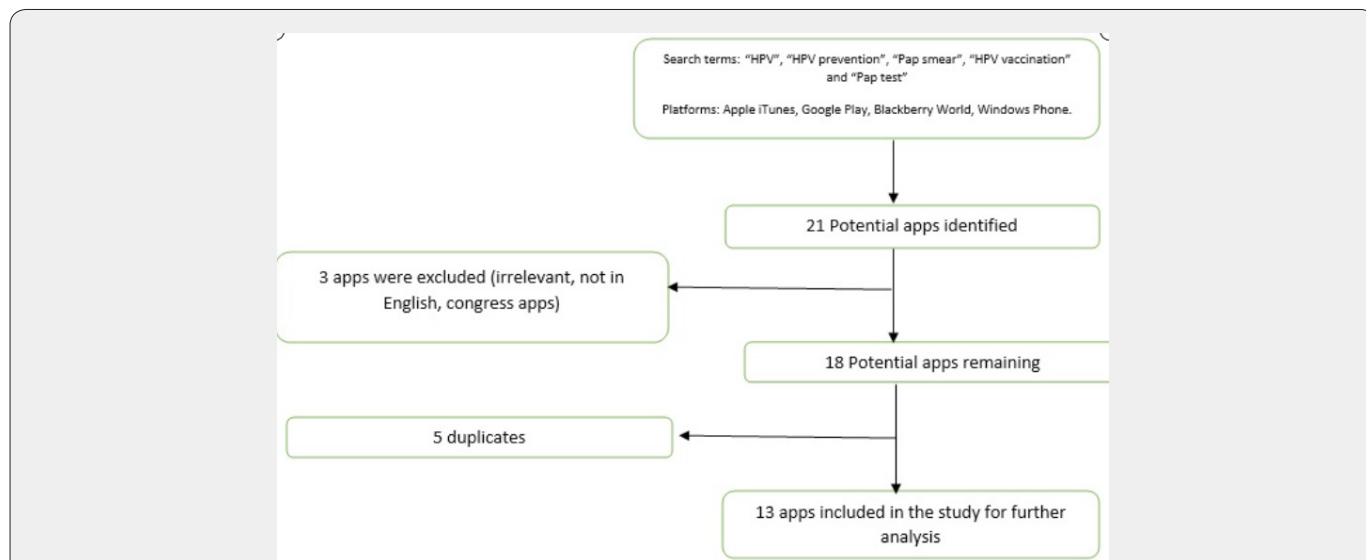 Search terms: “HPV”, “HPV prevention”, “Pap smear”, “HPV vaccination”
and “Pap test”
Platforms: Apple iTunes, Google Play, Blackberry World, Windows Phone.
21 Potential apps identified
3 apps were excluded (irrelevant, not in
English, congress apps)
18 Potential apps remaining
5 duplicates
13 apps included in the study for further
analysis